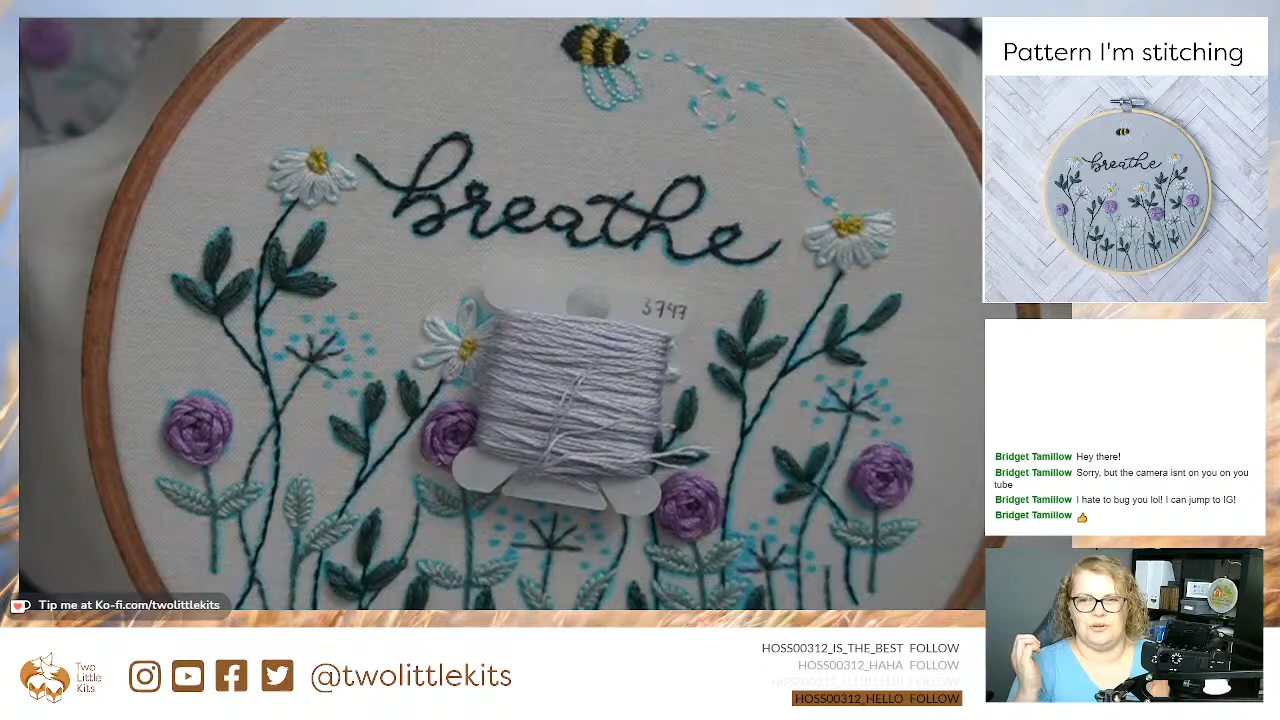 Pattern I'm stitching
breathe
breathe
3747
Bridget Tamillow Hey there!
Bridget Tamillow Sorry, but the camera isnt on you on you
tube
Bridget Tamillow I hate to bug you lol! I can jump to IG!
Bridget Tamillow 👍
Tip me at Ko-fi.com/twolittlekits
Two
Little
Kits
@twolittlekits
HOSS00312_IS_THE_BEST FOLLOW
HOSS00312_HAHA FOLLOW
HOSS00312_HELLO FOLLOW